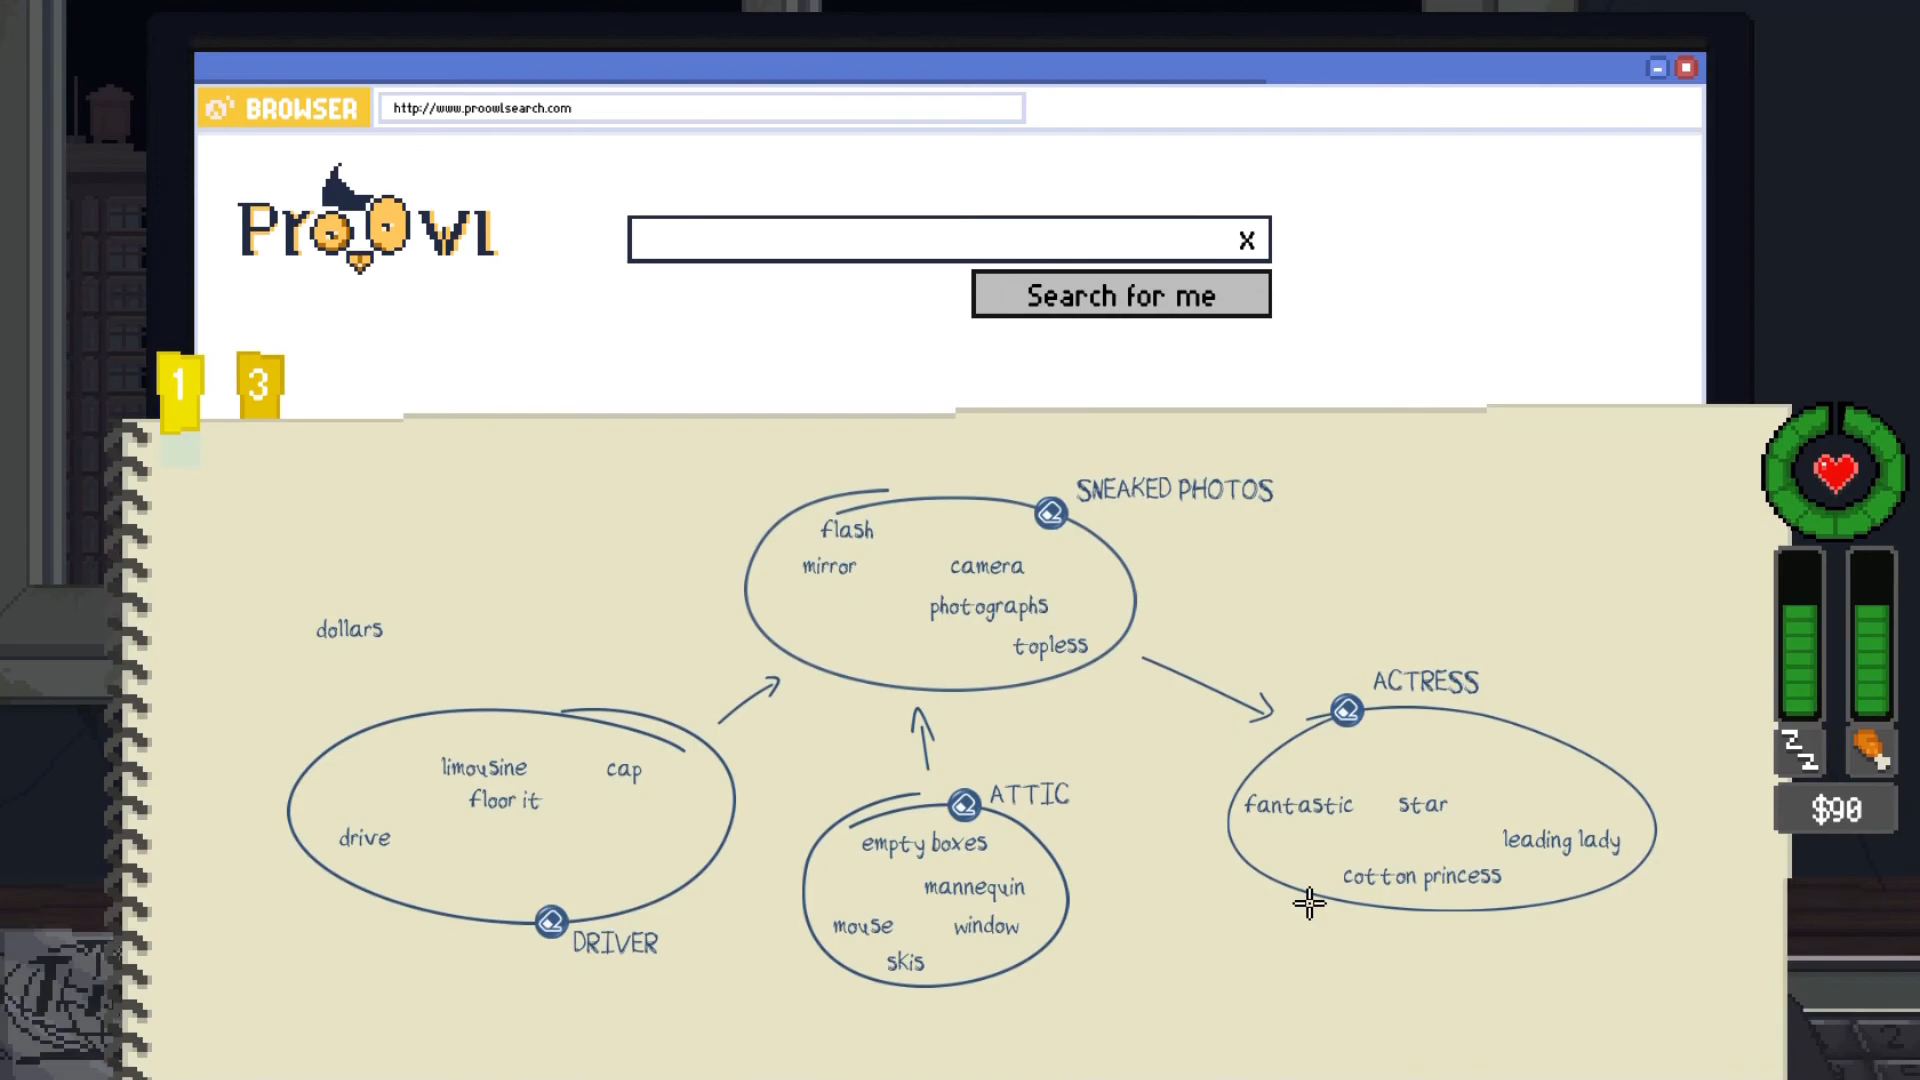 BROWSER
http://www.proowlsearch.com
PrOOwl
X
Search for me
1
3
SNEAKED PHOTOS
flash
mirror
camera
photographs
topless
dollars
ACTRESS
limousine
cap
floor it
drive
DRIVER
ATTIC
empty boxes
mannequin
mouse
window
skis
fantastic
star
leading lady
cotton princess
$90